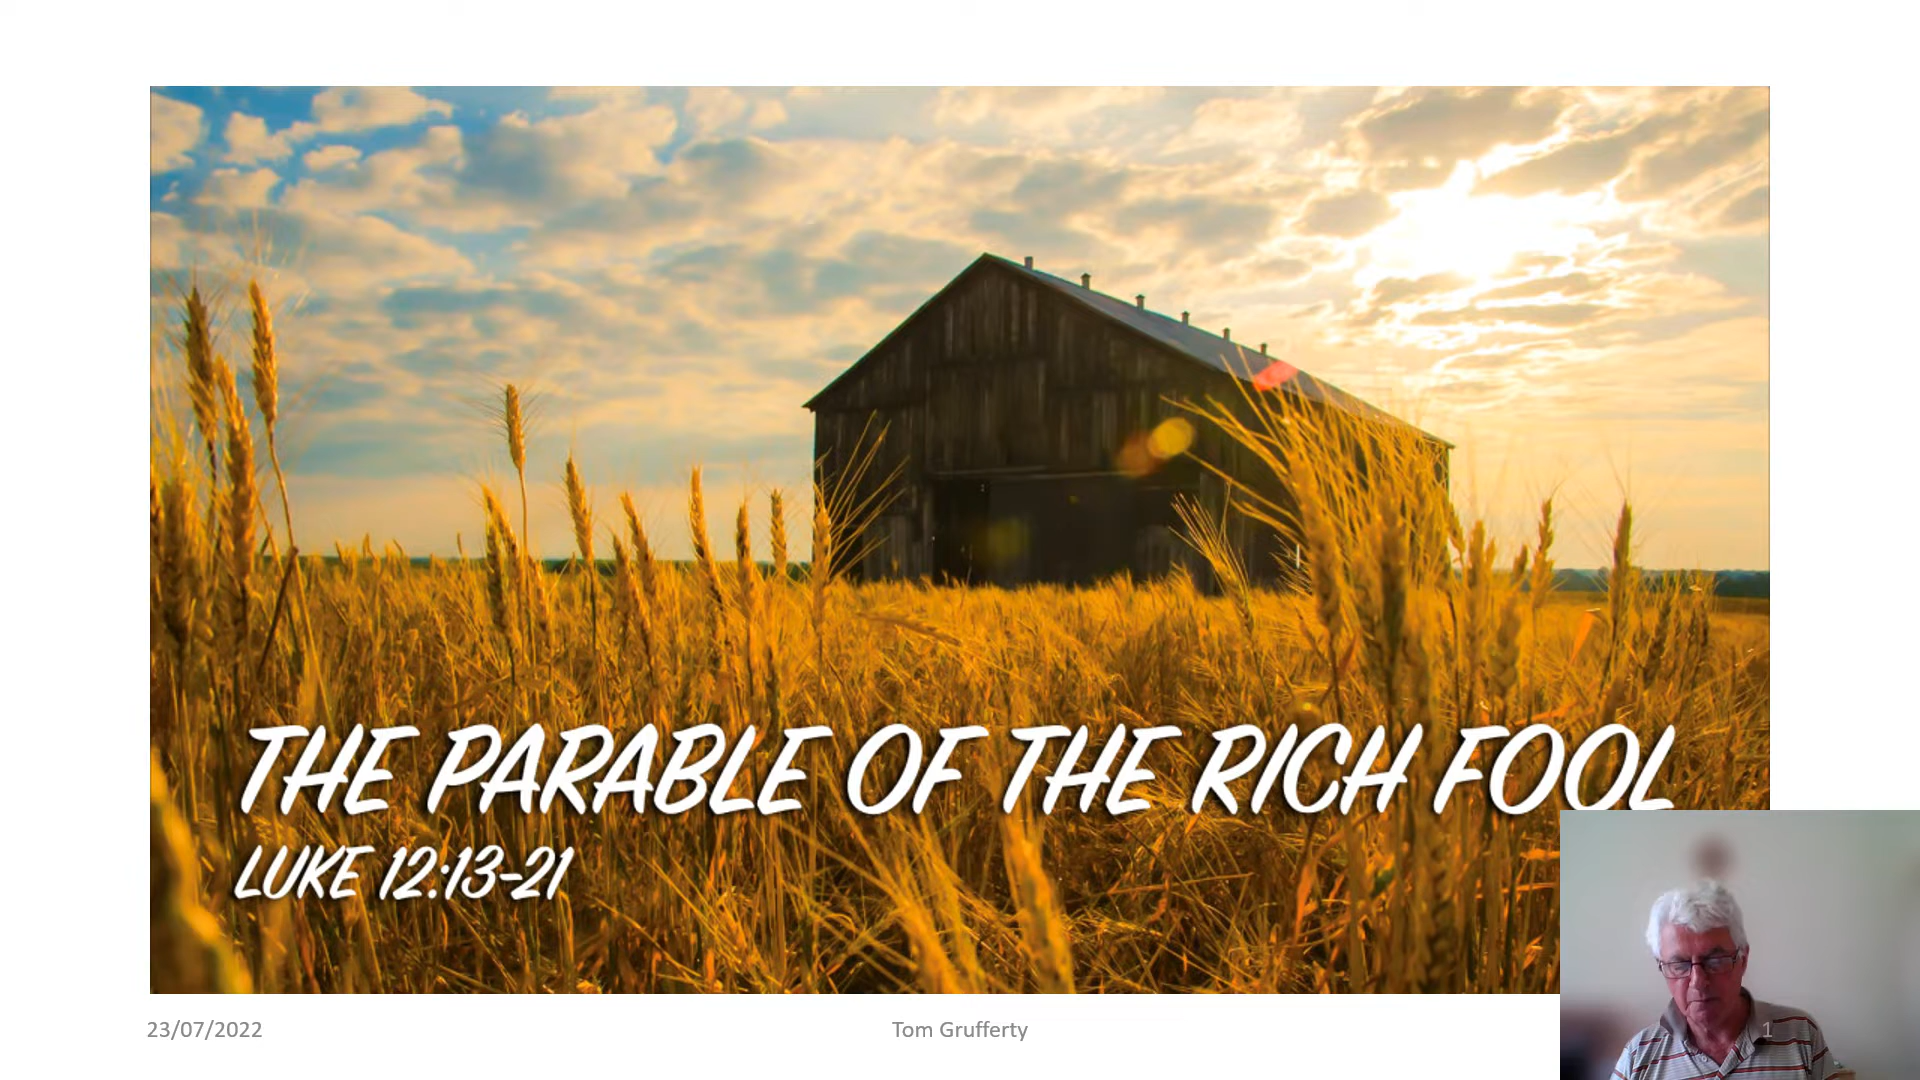 THE PARABLE OF THE RICH FOOL
LUKE 12:13-21
23/07/2022
Tom Grufferty
1